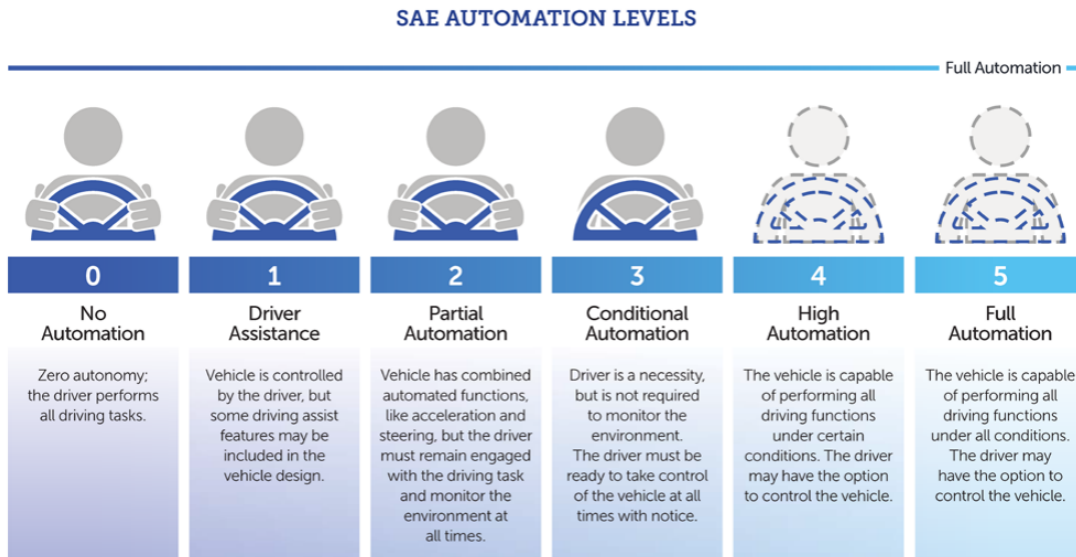 SAE AUTOMATION LEVELS
Full Automation
0
No
Automation
Zero autonomy;
the driver performs
all driving tasks.
1
Driver
Assistance
Vehicle is controlled
by the driver, but
some driving assist
features may be
included in the
vehicle design.
2
Partial
Automation
Vehicle has combined
automated functions,
like acceleration and
steering, but the driver
must remain engaged
with the driving task
and monitor the
environment at
all times.
3
Conditional
Automation
Driver is a necessity,
but is not required
to monitor the
environment.
The driver must be
ready to take control
of the vehicle at all
times with notice.
4
High
Automation
The vehicle is capable
of performing all
driving functions
under certain
conditions. The driver
may have the option
to control the vehicle.
5
Full
Automation
The vehicle is capable
of performing all
driving functions
under all conditions.
The driver may
have the option to
control the vehicle.